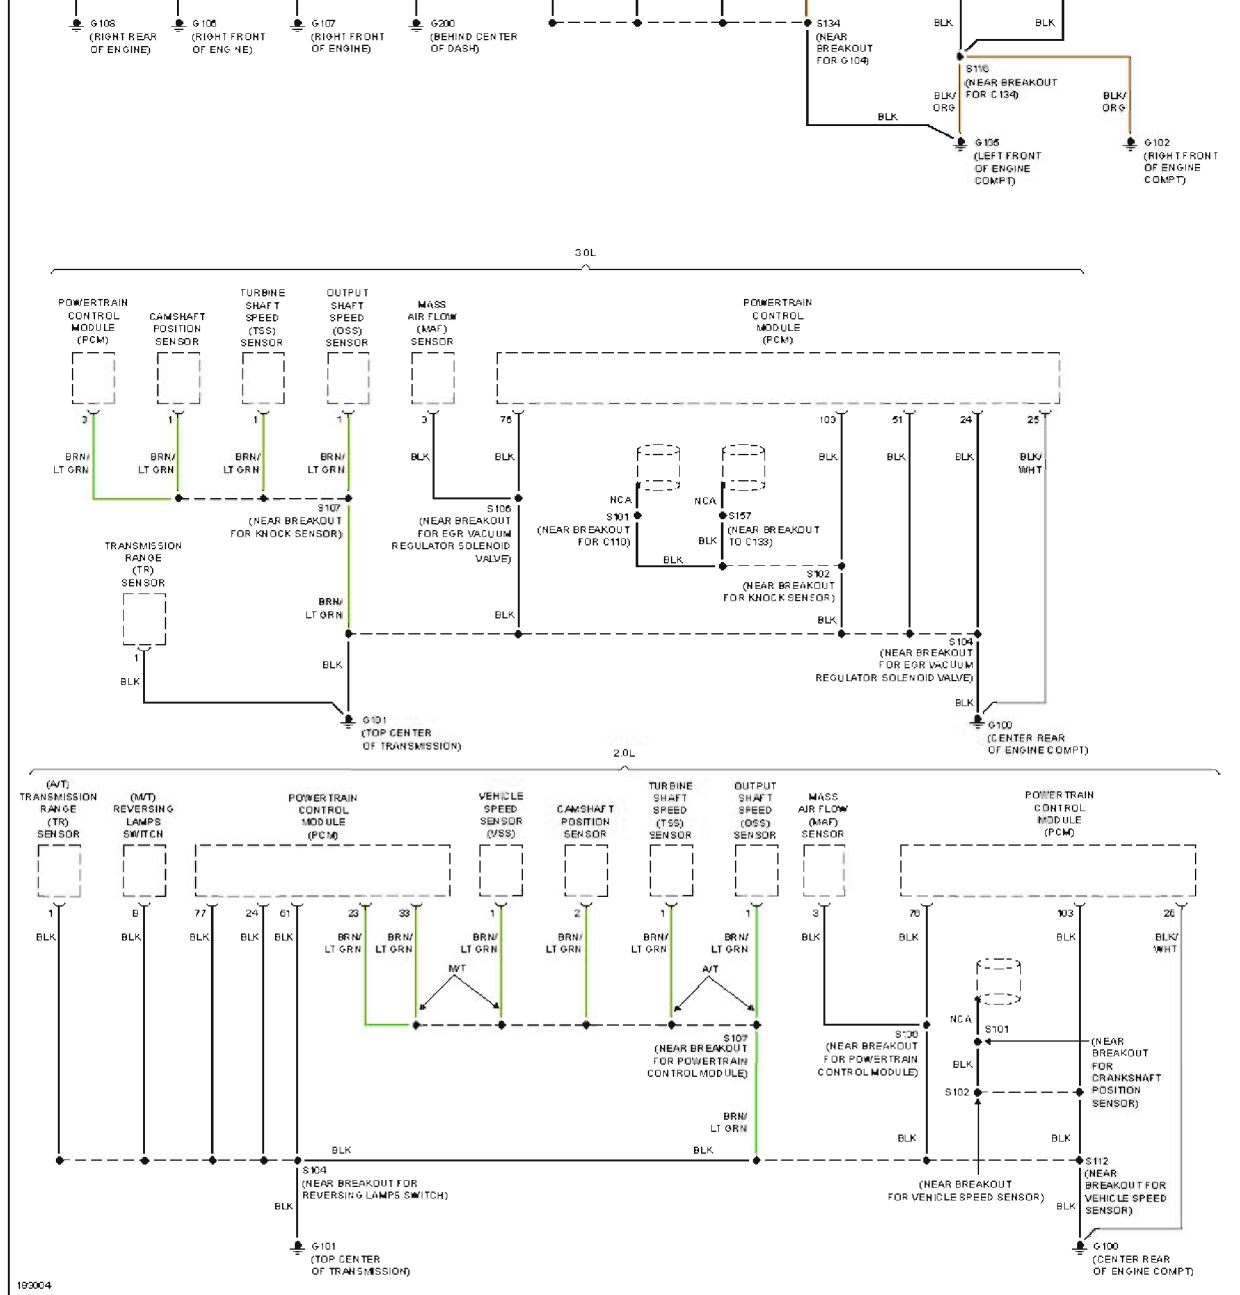 G108
(RIGHT REAR
OF ENGINE)
G106
(RIGHT FRONT
OF ENGINE)
G107
(RIGHT FRONT
OF ENGINE)
G200
(BEHIND CENTER
OF DASH)
S134
(NEAR
BREAKOUT
FOR G104)
BLK
BLK
S116
(NEAR BREAKOUT
FOR C134)
BLK/
ORG
BLK/
ORG
BLK
G105
(LEFT FRONT
OF ENGINE
COMPT)
G102
(RIGHT FRONT
OF ENGINE
COMPT)
3.0L
POWERTRAIN
CONTROL
MODULE
(PCM)
CAMSHAFT
POSITION
SENSOR
TURBINE
SHAFT
SPEED
(TSS)
SENSOR
OUTPUT
SHAFT
SPEED
(OSS)
SENSOR
MASS
AIR FLOW
(MAF)
SENSOR
POWERTRAIN
CONTROL
MODULE
(PCM)
3
1
1
1
3
76
103
51
24
25
BRN/
LT GRN
BRN/
LT GRN
BRN/
LT GRN
BRN/
LT GRN
BLK
BLK
BLK
BLK
BLK
BLK/
WHT
S107
(NEAR BREAKOUT
FOR KNOCK SENSOR)
S106
(NEAR BREAKOUT
FOR EGR VACUUM
REGULATOR SOLENOID
VALVE)
NCA
S101
(NEAR BREAKOUT
FOR C110)
NCA
S157
(NEAR BREAKOUT
TO C133)
BLK
BLK
S102
(NEAR BREAKOUT
FOR KNOCK SENSOR)
TRANSMISSION
RANGE
(TR)
SENSOR
1
BLK
BRN/
LT GRN
BLK
BLK
BLK
S104
(NEAR BREAKOUT
FOR EGR VACUUM
REGULATOR SOLENOID VALVE)
BLK
G101
(TOP CENTER
OF TRANSMISSION)
G100
(CENTER REAR
OF ENGINE COMPT)
2.0L
(A/T)
TRANSMISSION
RANGE
(TR)
SENSOR
(M/T)
REVERSING
LAMPS
SWITCH
POWERTRAIN
CONTROL
MODULE
(PCM)
VEHICLE
SPEED
SENSOR
(VSS)
CAMSHAFT
POSITION
SENSOR
TURBINE
SHAFT
SPEED
(TSS)
SENSOR
OUTPUT
SHAFT
SPEED
(OSS)
SENSOR
MASS
AIR FLOW
(MAF)
SENSOR
POWERTRAIN
CONTROL
MODULE
(PCM)
1
77
24
23
33
1
2
1
1
3
76
103
BLK
BLK
BLK
BLK
BLK
BRN/
LT GRN
BRN/
LT GRN
BRN/
LT GRN
BRN/
LT GRN
BRN/
LT GRN
BRN/
LT GRN
BLK
BLK
BLK
BLK/
WHT
M/T
A/T
S107
(NEAR BREAKOUT
FOR POWERTRAIN
CONTROL MODULE)
(NEAR BREAKOUT
FOR POWERTRAIN
CONTROL MODULE)
NCA
S101
BLK
S102
(NEAR
BREAKOUT
FOR
CRANKSHAFT
POSITION
SENSOR)
BRN/
LT GRN
BLK
BLK
BLK
BLK
S104
(NEAR BREAKOUT FOR
REVERSING LAMPS SWITCH)
BLK
(NEAR BREAKOUT
FOR VEHICLE SPEED SENSOR)
S112
(NEAR
BREAKOUT FOR
VEHICLE SPEED
SENSOR)
BLK
G101
(TOP CENTER
OF TRANSMISSION)
G100
(CENTER REAR
OF ENGINE COMPT)